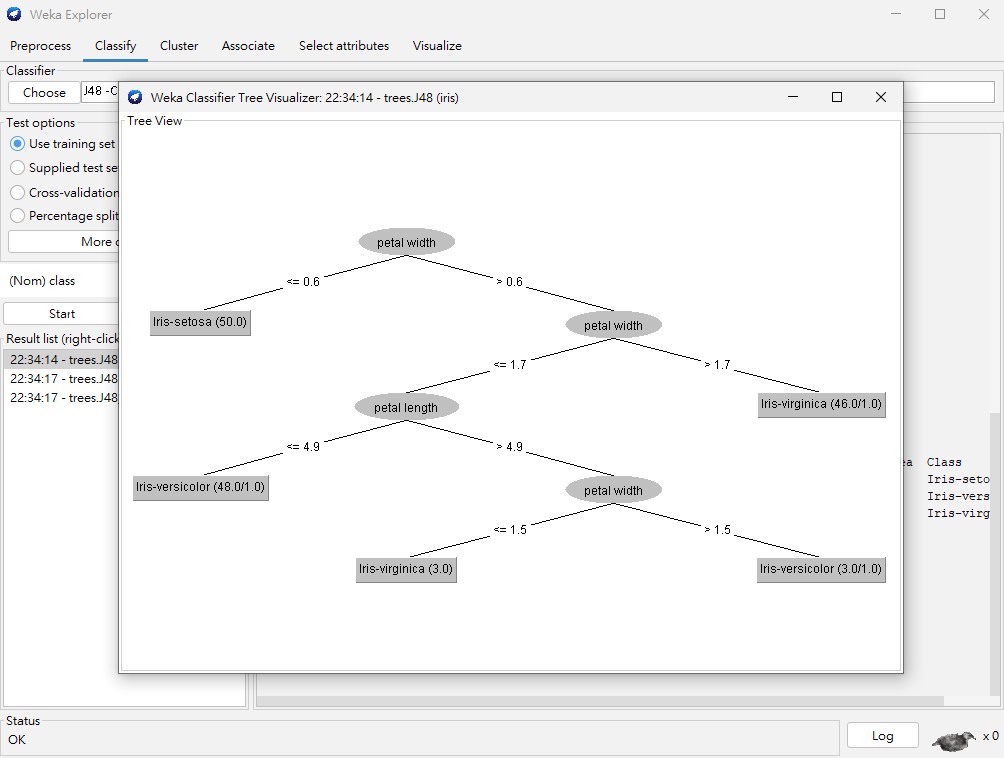 Weka Explorer
Preprocess Classify Cluster Associate Select attributes Visualize
Classifier
Choose J48 -C
Weka Classifier Tree Visualizer: 22:34:14 - trees.J48 (iris)
Test options
Use training set
Supplied test se
Cross-validation
Percentage split
More
(Nom) class
Start
Result list (right-click
22:34:14 - trees.J48
22:34:17 - trees.J48
22:34:17 - trees.J48
Tree View
petal width
<= 0.6 > 0.6
Iris-setosa (50.0) petal width
<= 1.7 > 1.7
petal length Iris-virginica (46.0/1.0)
<= 4.9 > 4.9
Iris-versicolor (48.0/1.0) petal width
<= 1.5 > 1.5
Iris-virginica (3.0) Iris-versicolor (3.0/1.0)
ea Class
Iris-seto
Iris-vers
Iris-virg
Status
OK
Log
x 0